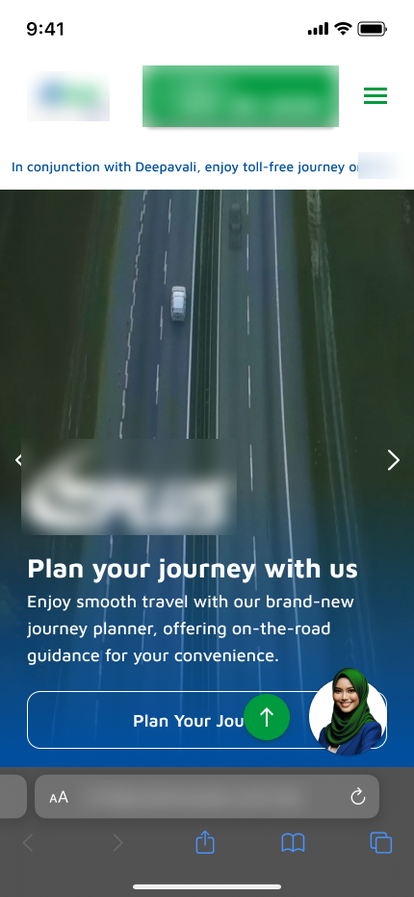 9:41
In conjunction with Deepavali, enjoy toll-free journey
Plan your journey with us
Enjoy smooth travel with our brand-new
journey planner, offering on-the-road
guidance for your convenience.
Plan Your
AA